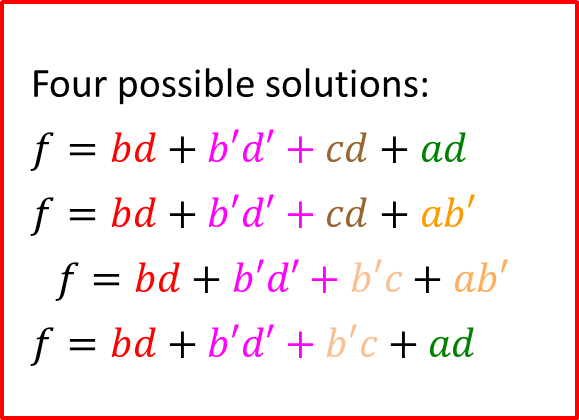 Four possible solutions:
f = bd + b′d′ + cd + ad
f = bd + b′d′ + cd + ab′
f = bd + b′d′ + b′c + ab′
f = bd + b′d′ + b′c + ad